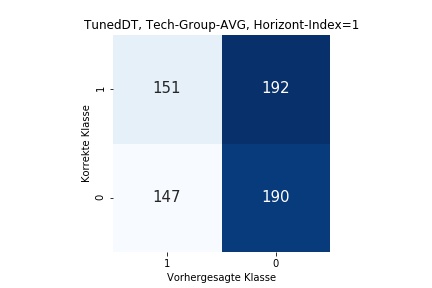 TunedDT, Tech-Group-AVG, Horizont-Index=1
Korrekte Klasse
1
151
192
0
147
190
1
0
Vorhergesagte Klasse